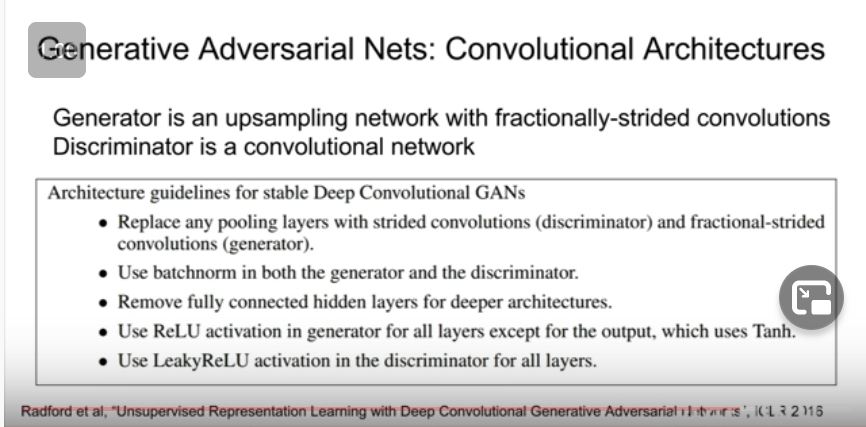 Generative Adversarial Nets: Convolutional Architectures
Generator is an upsampling network with fractionally-strided convolutions
Discriminator is a convolutional network
Architecture guidelines for stable Deep Convolutional GANs
• Replace any pooling layers with strided convolutions (discriminator) and fractional-strided
convolutions (generator).
• Use batchnorm in both the generator and the discriminator.
• Remove fully connected hidden layers for deeper architectures.
• Use ReLU activation in generator for all layers except for the output, which uses Tanh.
• Use LeakyReLU activation in the discriminator for all layers.
Radford et al, "Unsupervised Representation Learning with Deep Convolutional Generative Adversarial Networks", ICLR 2016